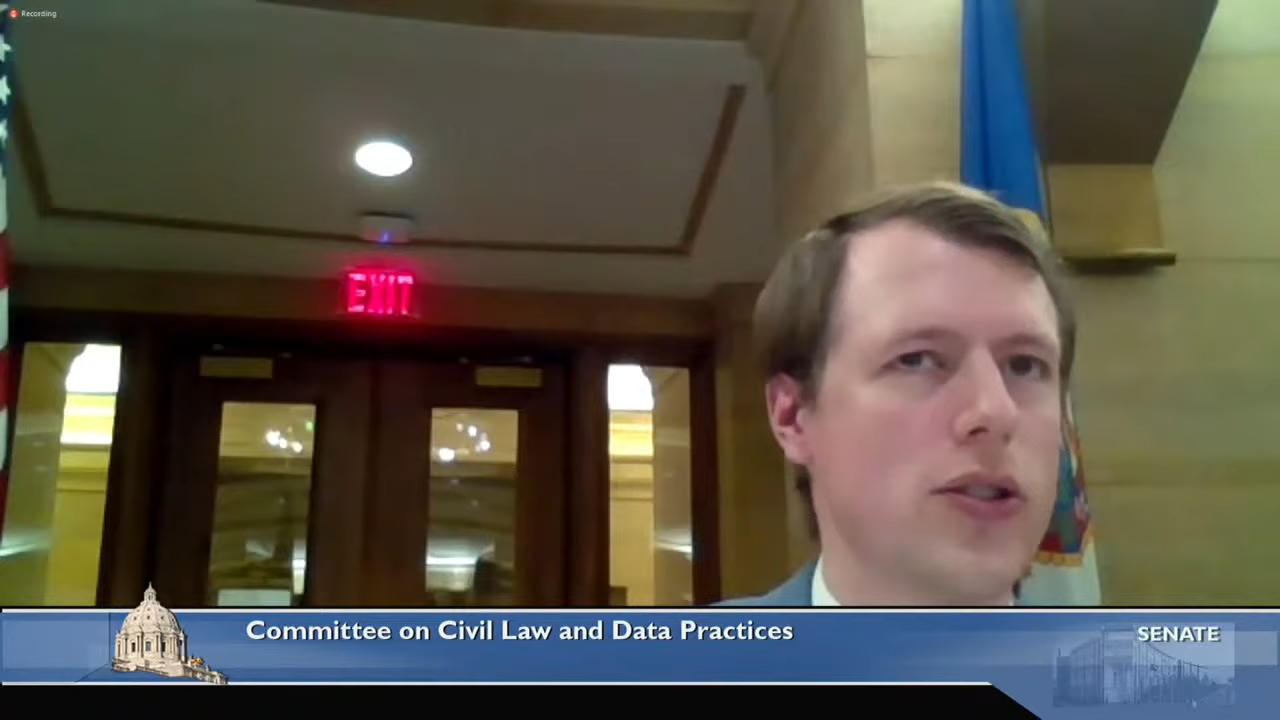 Recording
EXIT
Committee on Civil Law and Data Practices
SENATE